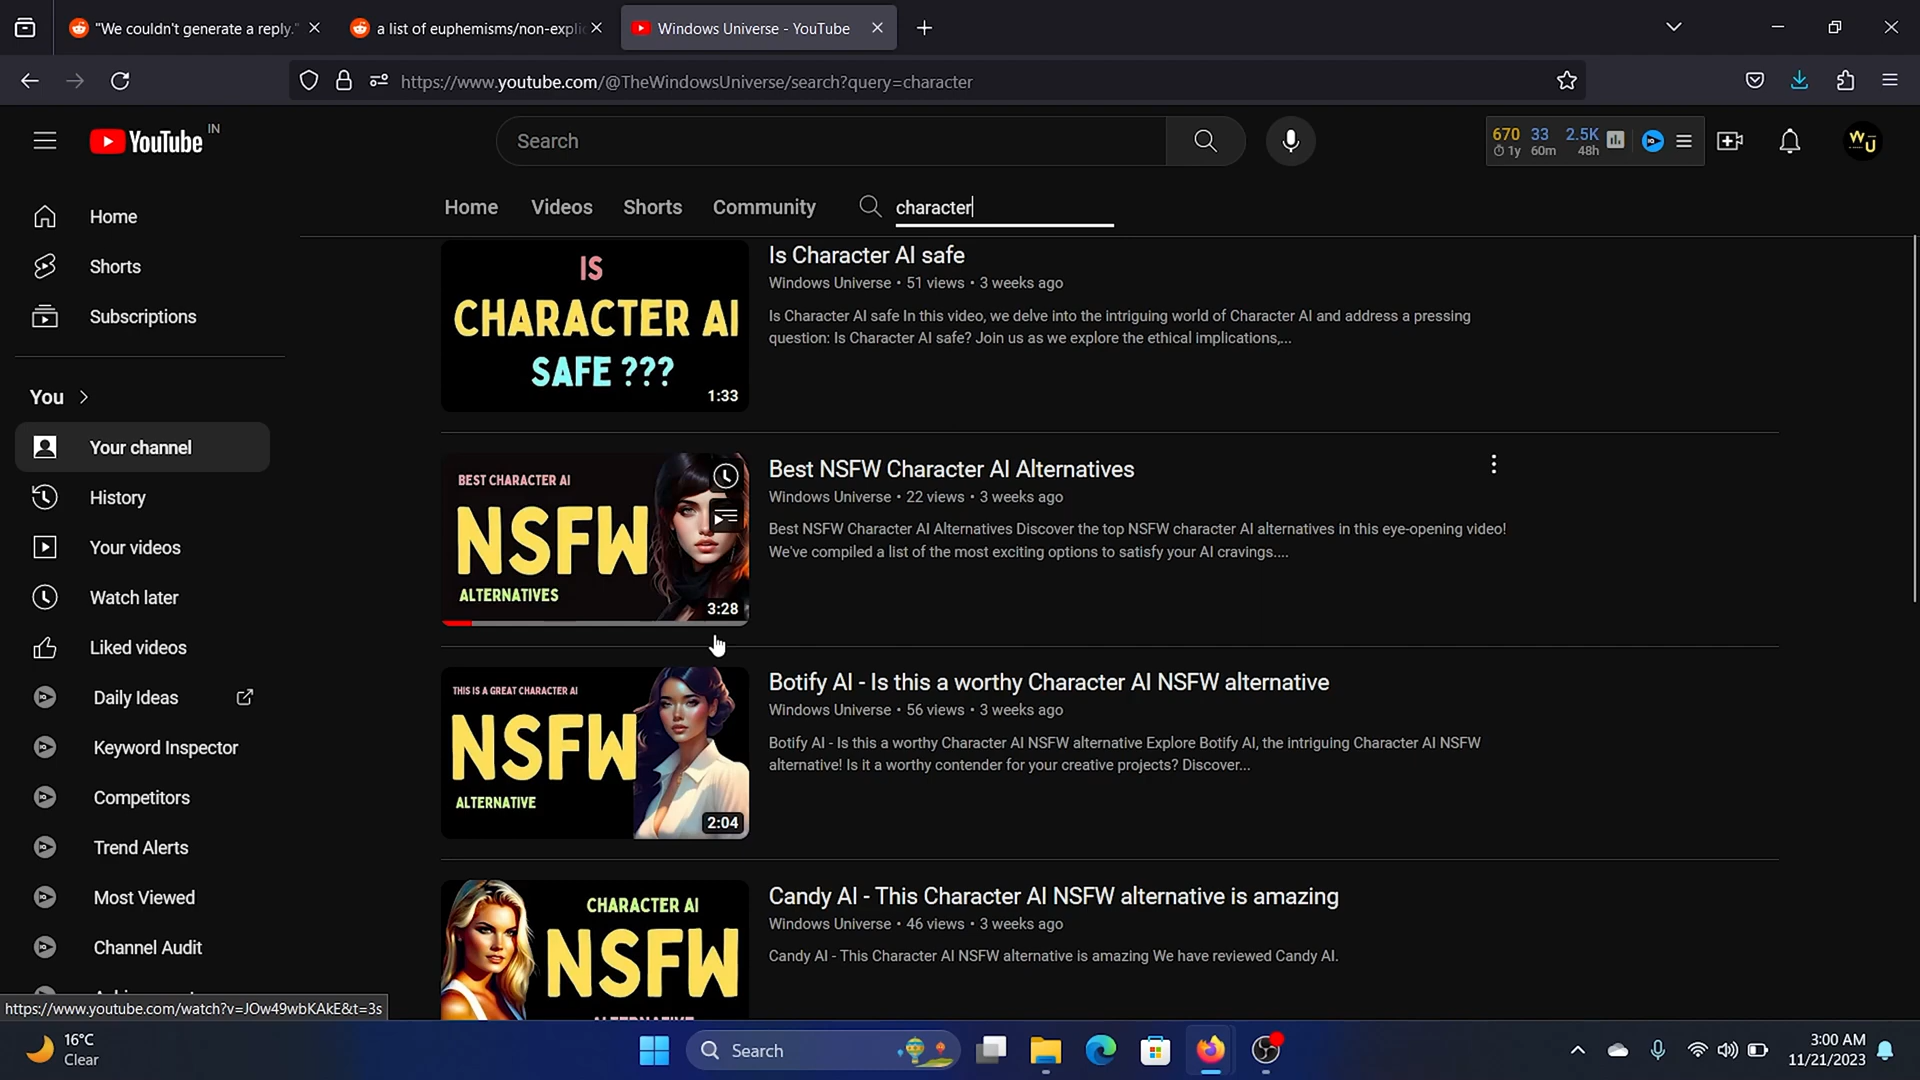 "We couldn't generate a reply."
a list of euphemisms/non-expli
Windows Universe - YouTube
https://www.youtube.com/@TheWindowsUniverse/search?query=character
YouTube IN
Search
670 33 2.5K
1y 60m 48h
Home Videos Shorts Community character
Home
Shorts
Subscriptions
You
Your channel
History
Your videos
Watch later
Liked videos
Daily Ideas
Keyword Inspector
Competitors
Trend Alerts
Most Viewed
Channel Audit
IS
CHARACTER AI
SAFE ???
1:33
Is Character AI safe
Windows Universe • 51 views • 3 weeks ago
Is Character AI safe In this video, we delve into the intriguing world of Character AI and address a pressing
question: Is Character AI safe? Join us as we explore the ethical implications,...
BEST CHARACTER AI
NSFW
ALTERNATIVES
3:28
Best NSFW Character AI Alternatives
Windows Universe • 22 views • 3 weeks ago
Best NSFW Character AI Alternatives Discover the top NSFW character AI alternatives in this eye-opening video!
We've compiled a list of the most exciting options to satisfy your AI cravings....
THIS IS A GREAT CHARACTER AI
NSFW
ALTERNATIVE
2:04
Botify AI - Is this a worthy Character AI NSFW alternative
Windows Universe • 56 views • 3 weeks ago
Botify AI - Is this a worthy Character AI NSFW alternative Explore Botify AI, the intriguing Character AI NSFW
alternative! Is it a worthy contender for your creative projects? Discover...
CHARACTER AI
NSFW
Candy AI - This Character AI NSFW alternative is amazing
Windows Universe • 46 views • 3 weeks ago
Candy AI - This Character AI NSFW alternative is amazing We have reviewed Candy AI.
https://www.youtube.com/watch?v=JOw49wbKAkE&t=3s
16°C
Clear
Search
3:00 AM
11/21/2023